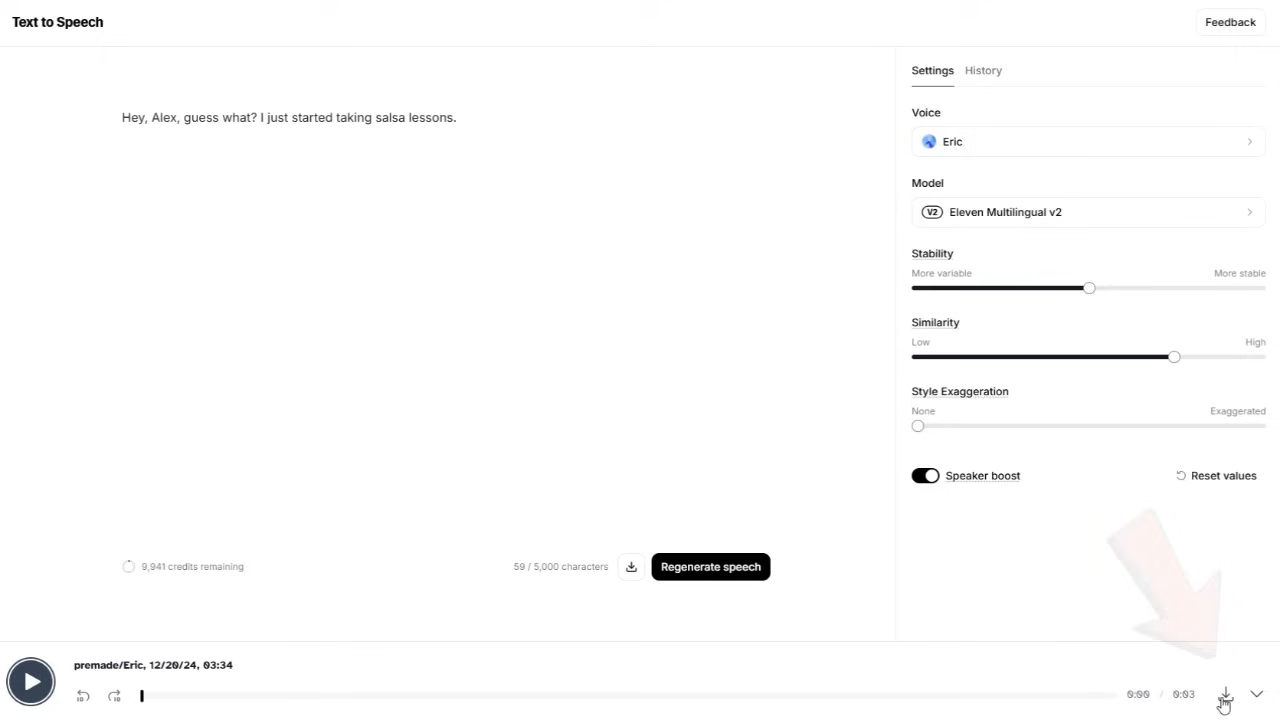 Text to Speech
Feedback
Settings History
Hey, Alex, guess what? I just started taking salsa lessons.
Voice
Eric
Model
V2 Eleven Multilingual v2
Stability
More variable More stable
Similarity
Low High
Style Exaggeration
None Exaggerated
Speaker boost Reset values
9,941 credits remaining 59 / 5,000 characters Regenerate speech
premade/Eric, 12/20/24, 03:34
10 10 0:00 / 0:03